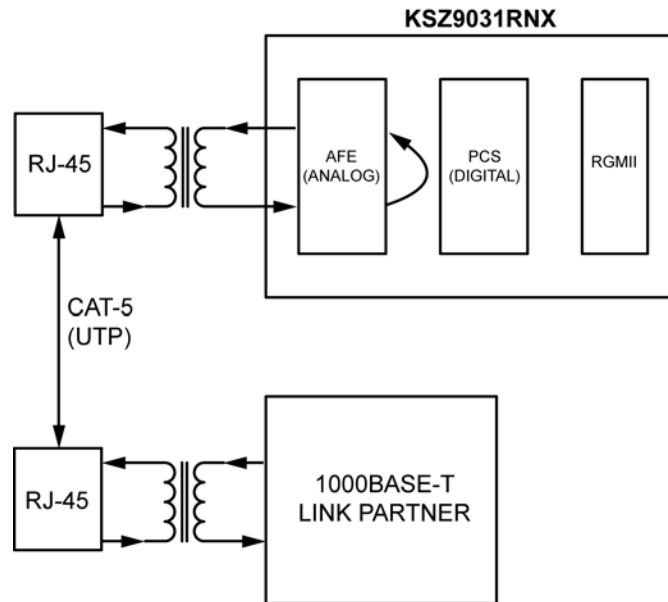 KSZ9031RNX
RJ-45
AFE
(ANALOG)
PCS
(DIGITAL)
RGMII
CAT-5
(UTP)
RJ-45
1000BASE-T
LINK PARTNER